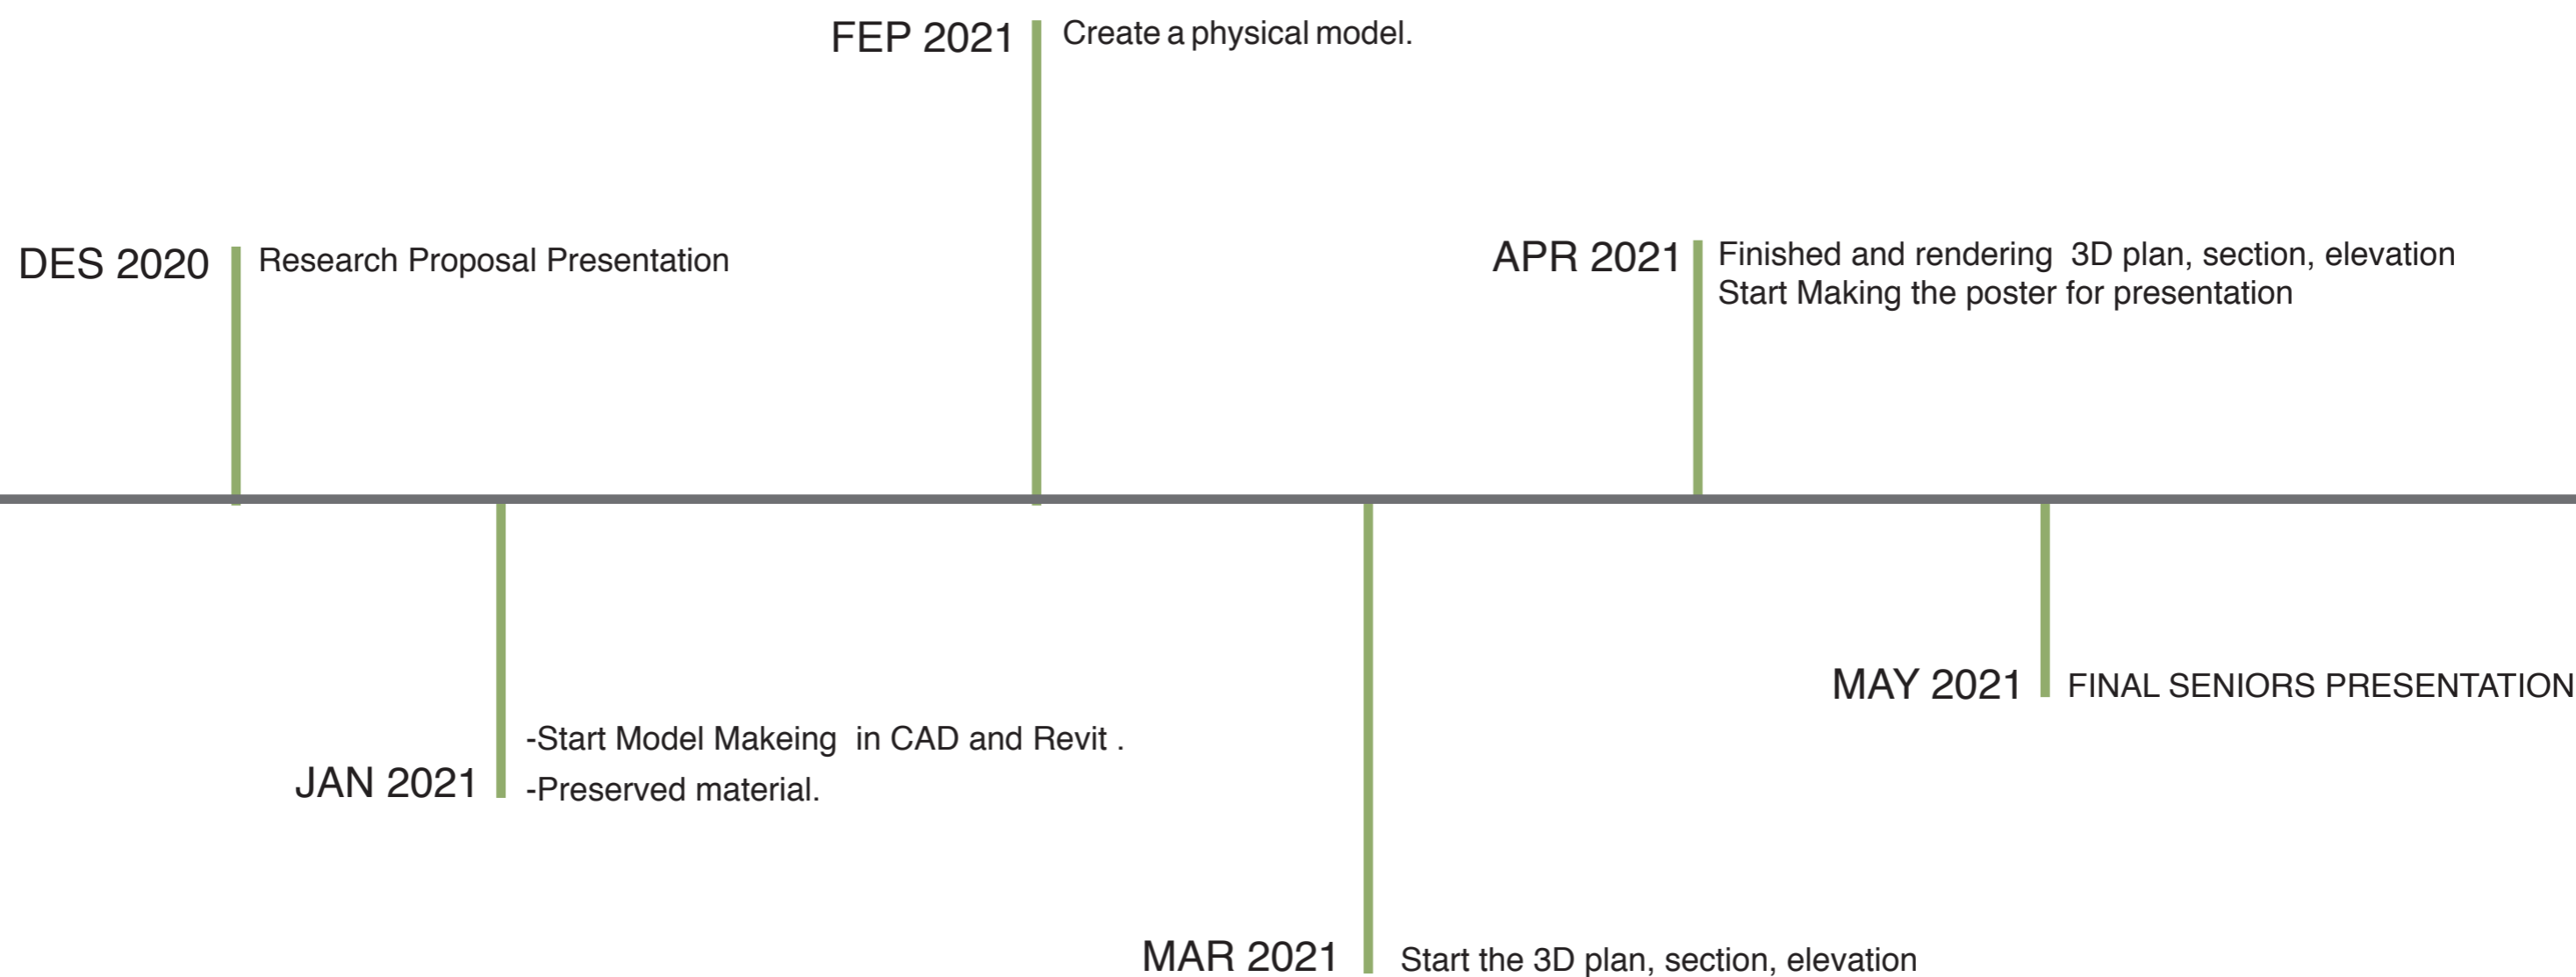 FEP 2021
Create a physical model.
DES 2020
Research Proposal Presentation
APR 2021
Finished and rendering 3D plan, section, elevation
Start Making the poster for presentation
MAY 2021
FINAL SENIORS PRESENTATION
JAN 2021
-Start Model Makeing in CAD and Revit .
-Preserved material.
MAR 2021
Start the 3D plan, section, elevation